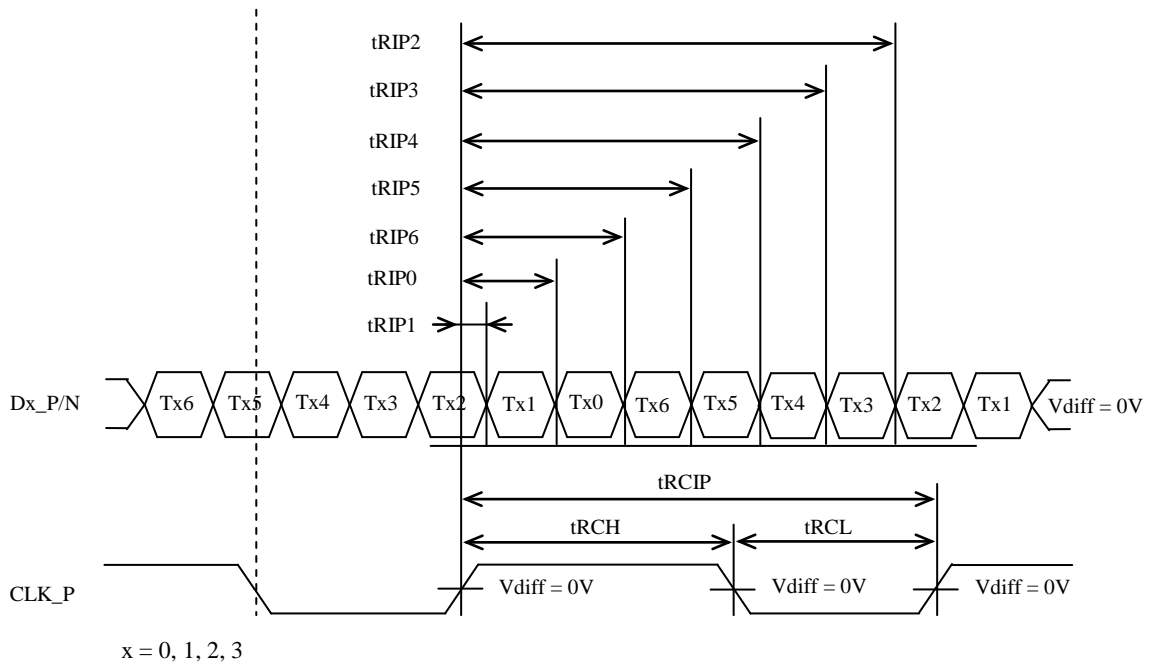 tRIP2
tRIP3
tRIP4
tRIP5
tRIP6
tRIP0
tRIP1
Dx_P/N Tx6 Tx5 Tx4 Tx3 Tx2 Tx1 Tx0 Tx6 Tx5 Tx4 Tx3 Tx2 Tx1 Vdiff = 0V
tRCIP
tRCH tRCL
CLK_P Vdiff = 0V Vdiff = 0V Vdiff = 0V
x = 0, 1, 2, 3